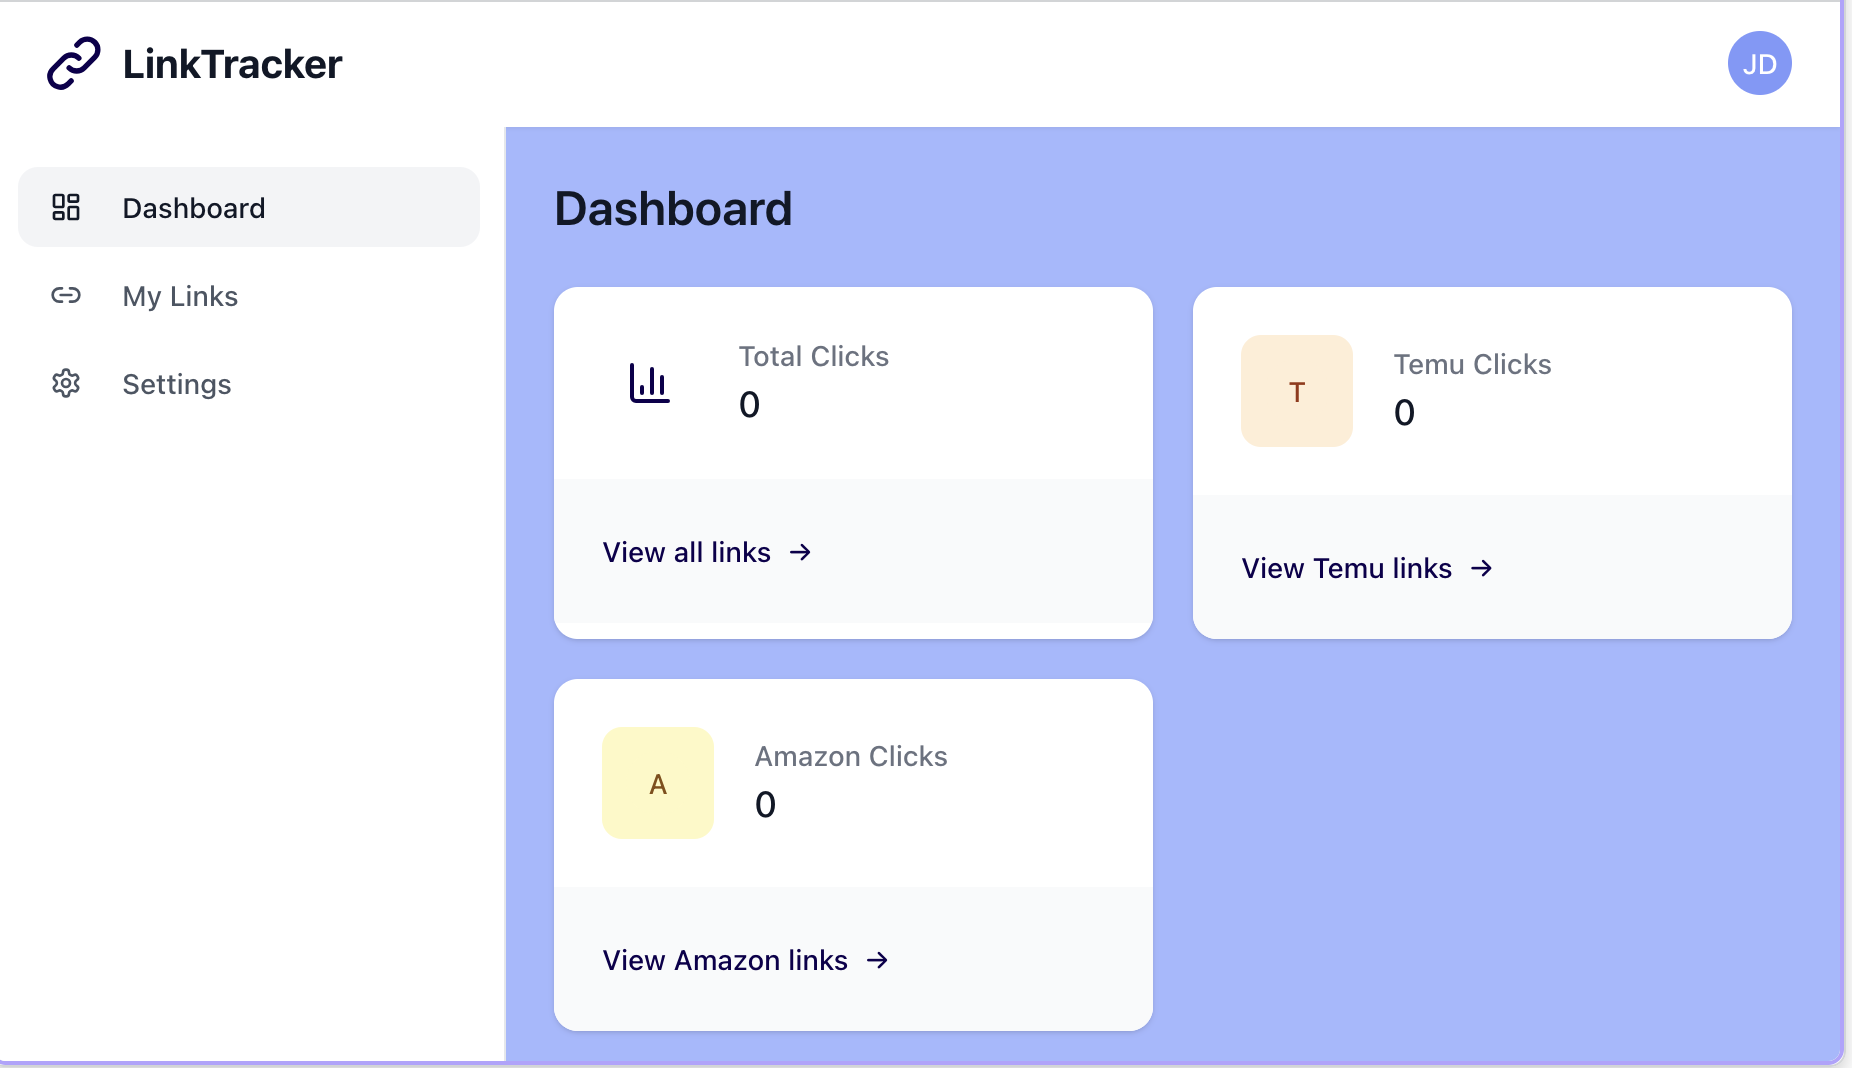 LinkTracker
JD
Dashboard
My Links
Settings
Dashboard
Total Clicks
0
View all links →
T
Temu Clicks
0
View Temu links →
A
Amazon Clicks
0
View Amazon links →